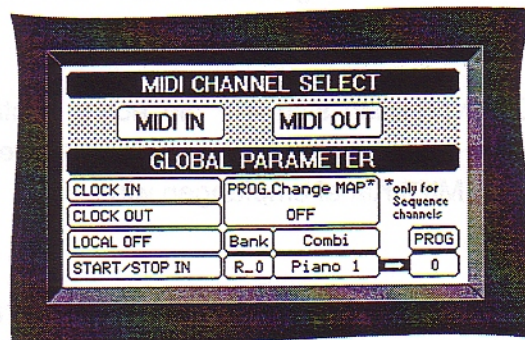 MIDI CHANNEL SELECT
MIDI IN MIDI OUT
GLOBAL PARAMETER
CLOCK IN PROG.Change MAP* *only for
Sequence
channels
CLOCK OUT OFF
LOCAL OFF Bank Combi PROG
START/STOP IN R_0 Piano 1 → 0